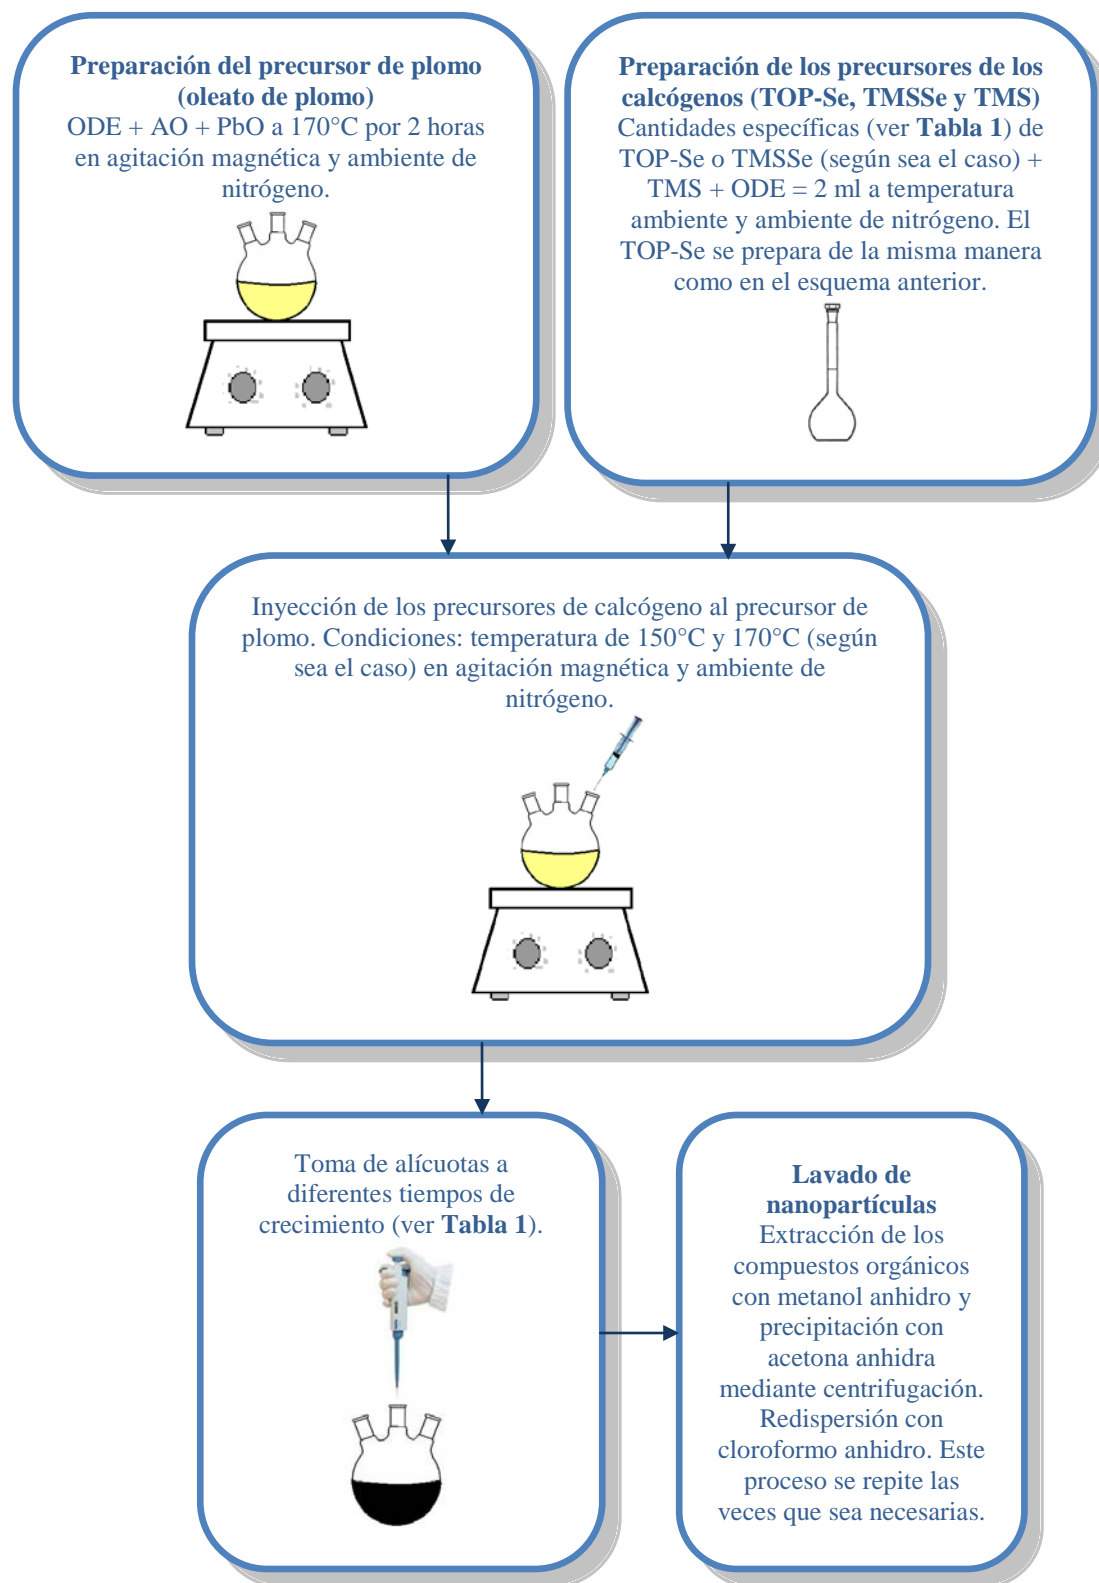 Preparación del precursor de plomo
(oleato de plomo)
ODE + AO + PbO a 170°C por 2 horas
en agitación magnética y ambiente de
nitrógeno.
Preparación de los precursores de los
calcógenos (TOP-Se, TMSSe y TMS)
Cantidades específicas (ver Tabla 1) de
TOP-Se o TMSSe (según sea el caso) +
TMS + ODE = 2 ml a temperatura
ambiente y ambiente de nitrógeno. El
TOP-Se se prepara de la misma manera
como en el esquema anterior.
Inyección de los precursores de calcógeno al precursor de
plomo. Condiciones: temperatura de 150°C y 170°C (según
sea el caso) en agitación magnética y ambiente de
nitrógeno.
Toma de alícuotas a
diferentes tiempos de
crecimiento (ver Tabla 1).
Lavado de
nanopartículas
Extracción de los
compuestos orgánicos
con metanol anhidro y
precipitación con
acetona anhidra
mediante centrifugación.
Redispersión con
cloroformo anhidro. Este
proceso se repite las
veces que sea necesarias.